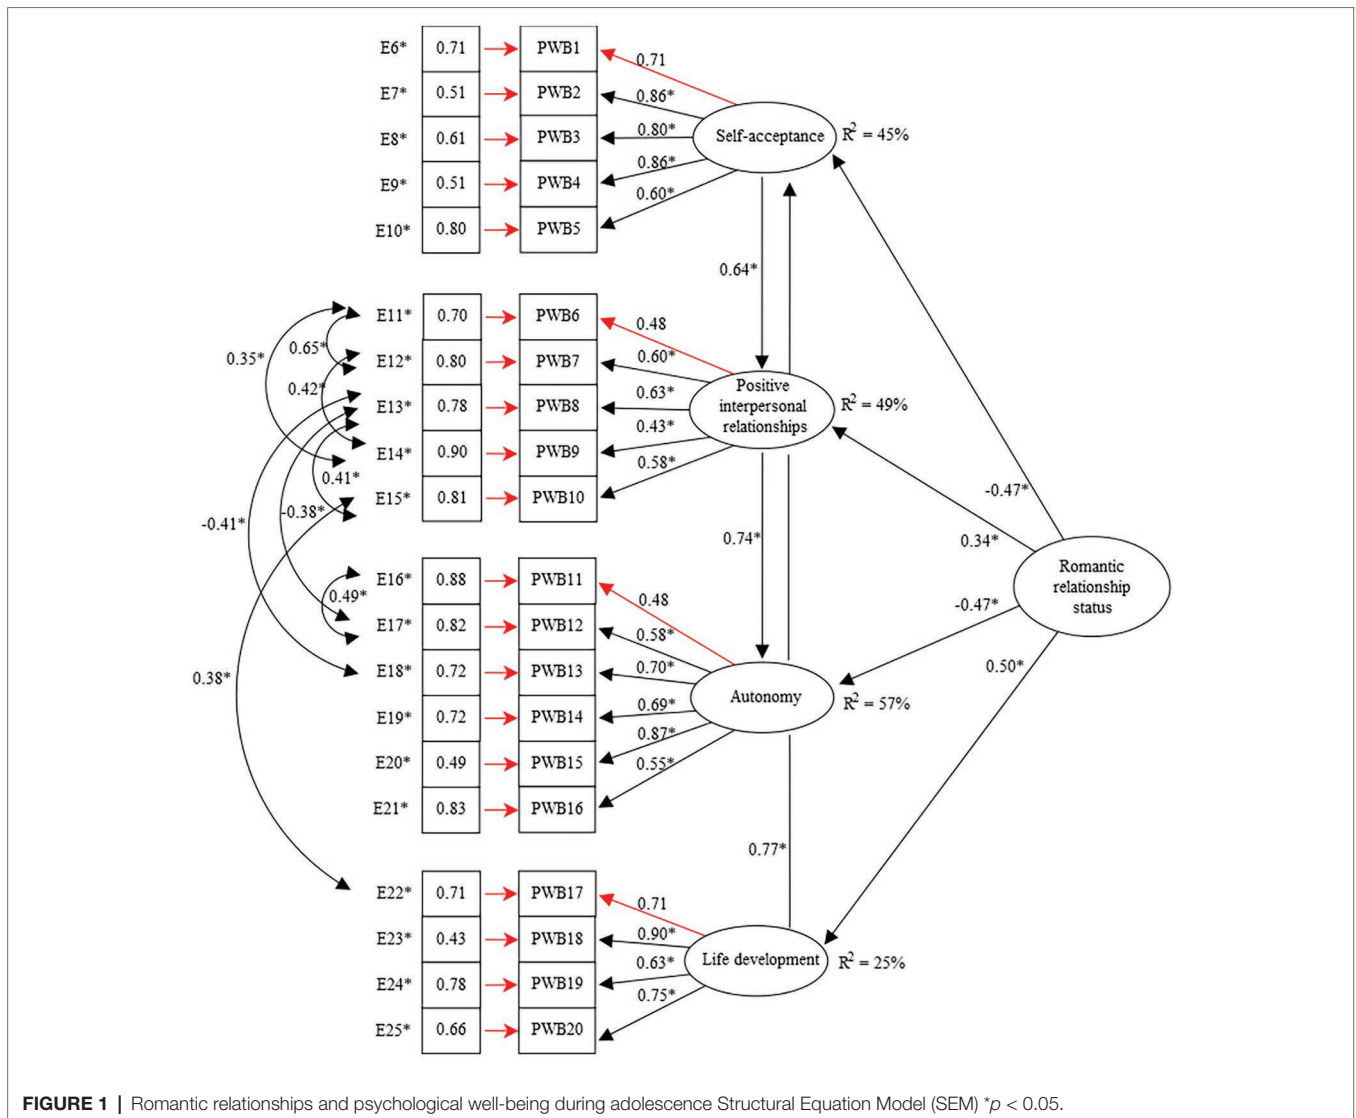 E6* 0.71 PWB1 0.71
E7* 0.51 PWB2 0.86*
E8* 0.61 PWB3 0.80* Self-acceptance R² = 45%
E9* 0.51 PWB4 0.86*
E10* 0.80 PWB5 0.60*
0.64*
E11* 0.70 PWB6 0.48
0.35* 0.65* E12* 0.80 PWB7 0.60*
0.42* E13* 0.78 PWB8 0.63*
Positive
interpersonal
relationships
R² = 49%
E14* 0.90 PWB9 0.43*
0.41* E15* 0.81 PWB10 0.58*
-0.41* -0.38*
0.74*
-0.47*
0.34*
Romantic
relationship
status
-0.47*
0.50*
E16* 0.88 PWB11 0.48
0.49* E17* 0.82 PWB12 0.58*
0.38* E18* 0.72 PWB13 0.70*
Autonomy R² = 57%
E19* 0.72 PWB14 0.69*
E20* 0.49 PWB15 0.87*
E21* 0.83 PWB16 0.55*
0.77*
E22* 0.71 PWB17 0.71
E23* 0.43 PWB18 0.90*
Life development R² = 25%
E24* 0.78 PWB19 0.63*
E25* 0.66 PWB20 0.75*
FIGURE 1 | Romantic relationships and psychological well-being during adolescence Structural Equation Model (SEM) *p < 0.05.